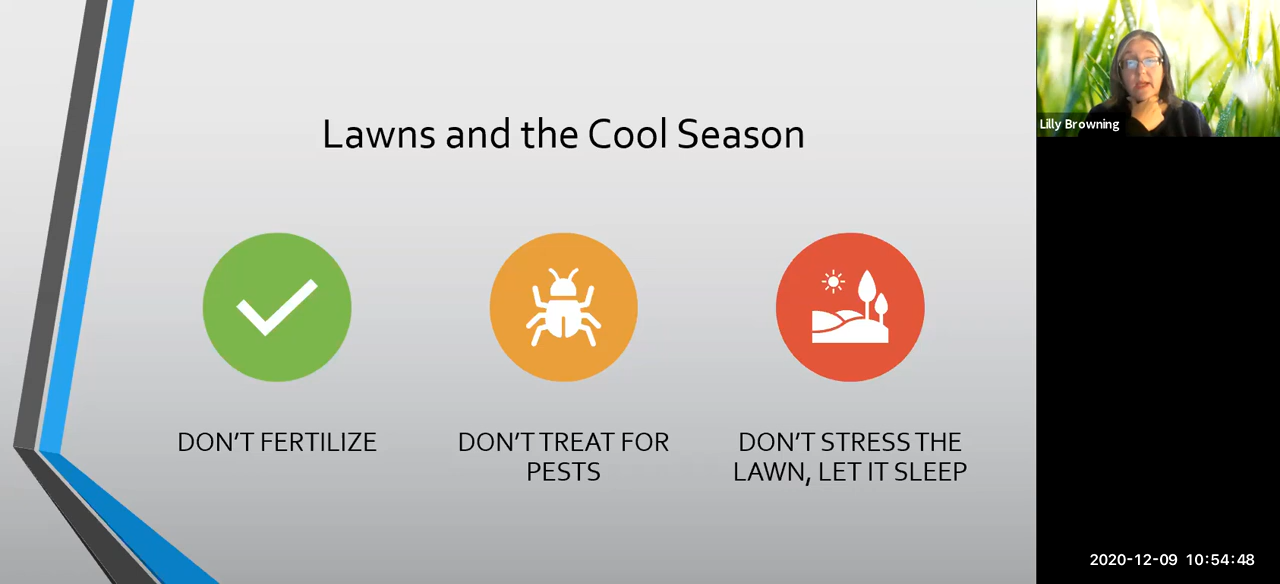 Lawns and the Cool Season
DON’T FERTILIZE
DON’T TREAT FOR
PESTS
DON’T STRESS THE
LAWN, LET IT SLEEP
Lilly Browning
2020-12-09 10:54:48